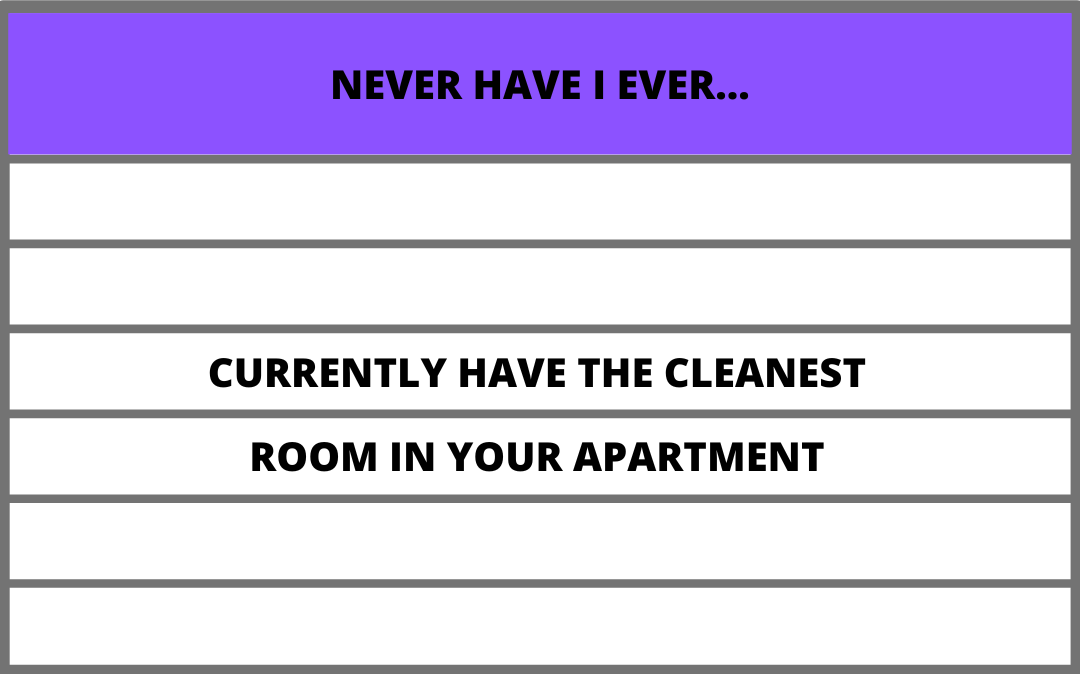 NEVER HAVE I EVER...
CURRENTLY HAVE THE CLEANEST
ROOM IN YOUR APARTMENT